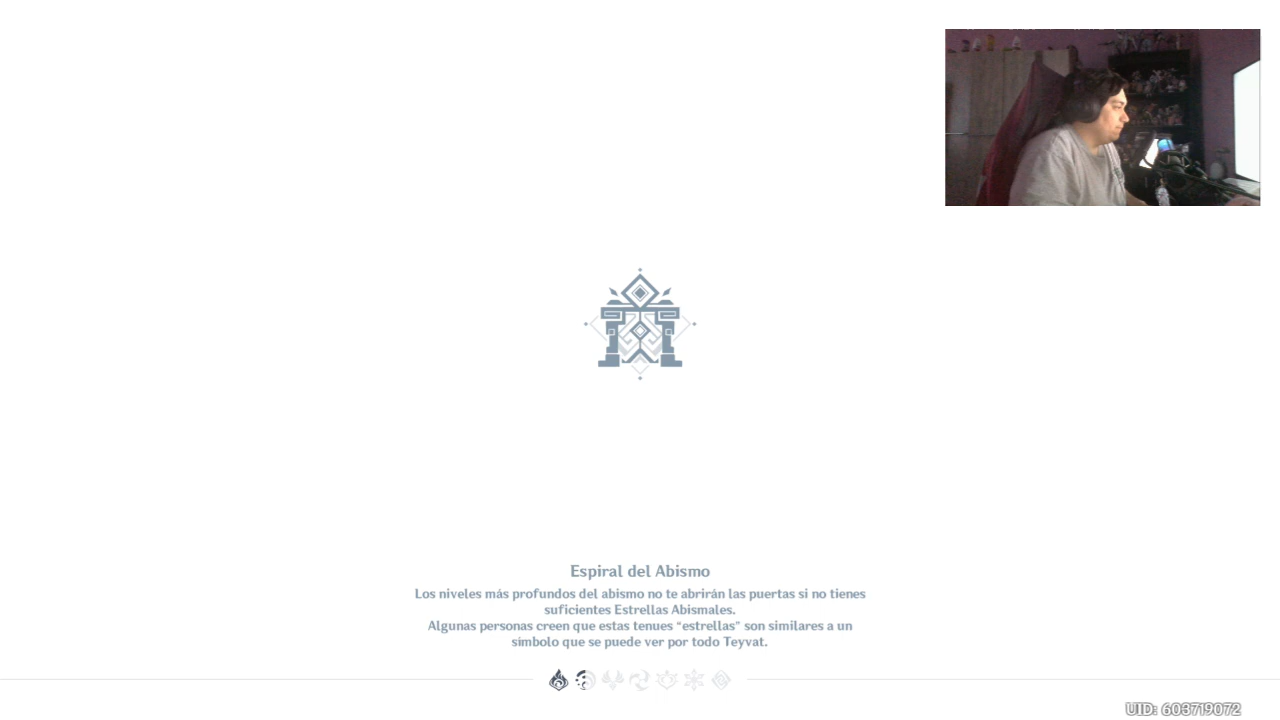 Espiral del Abismo
Los niveles más profundos del abismo no te abrirán las puertas si no tienes
suficientes Estrellas Abismales.
Algunas personas creen que estas tenues “estrellas” son similares a un
símbolo que se puede ver por todo Teyvat.
UID: 603719072